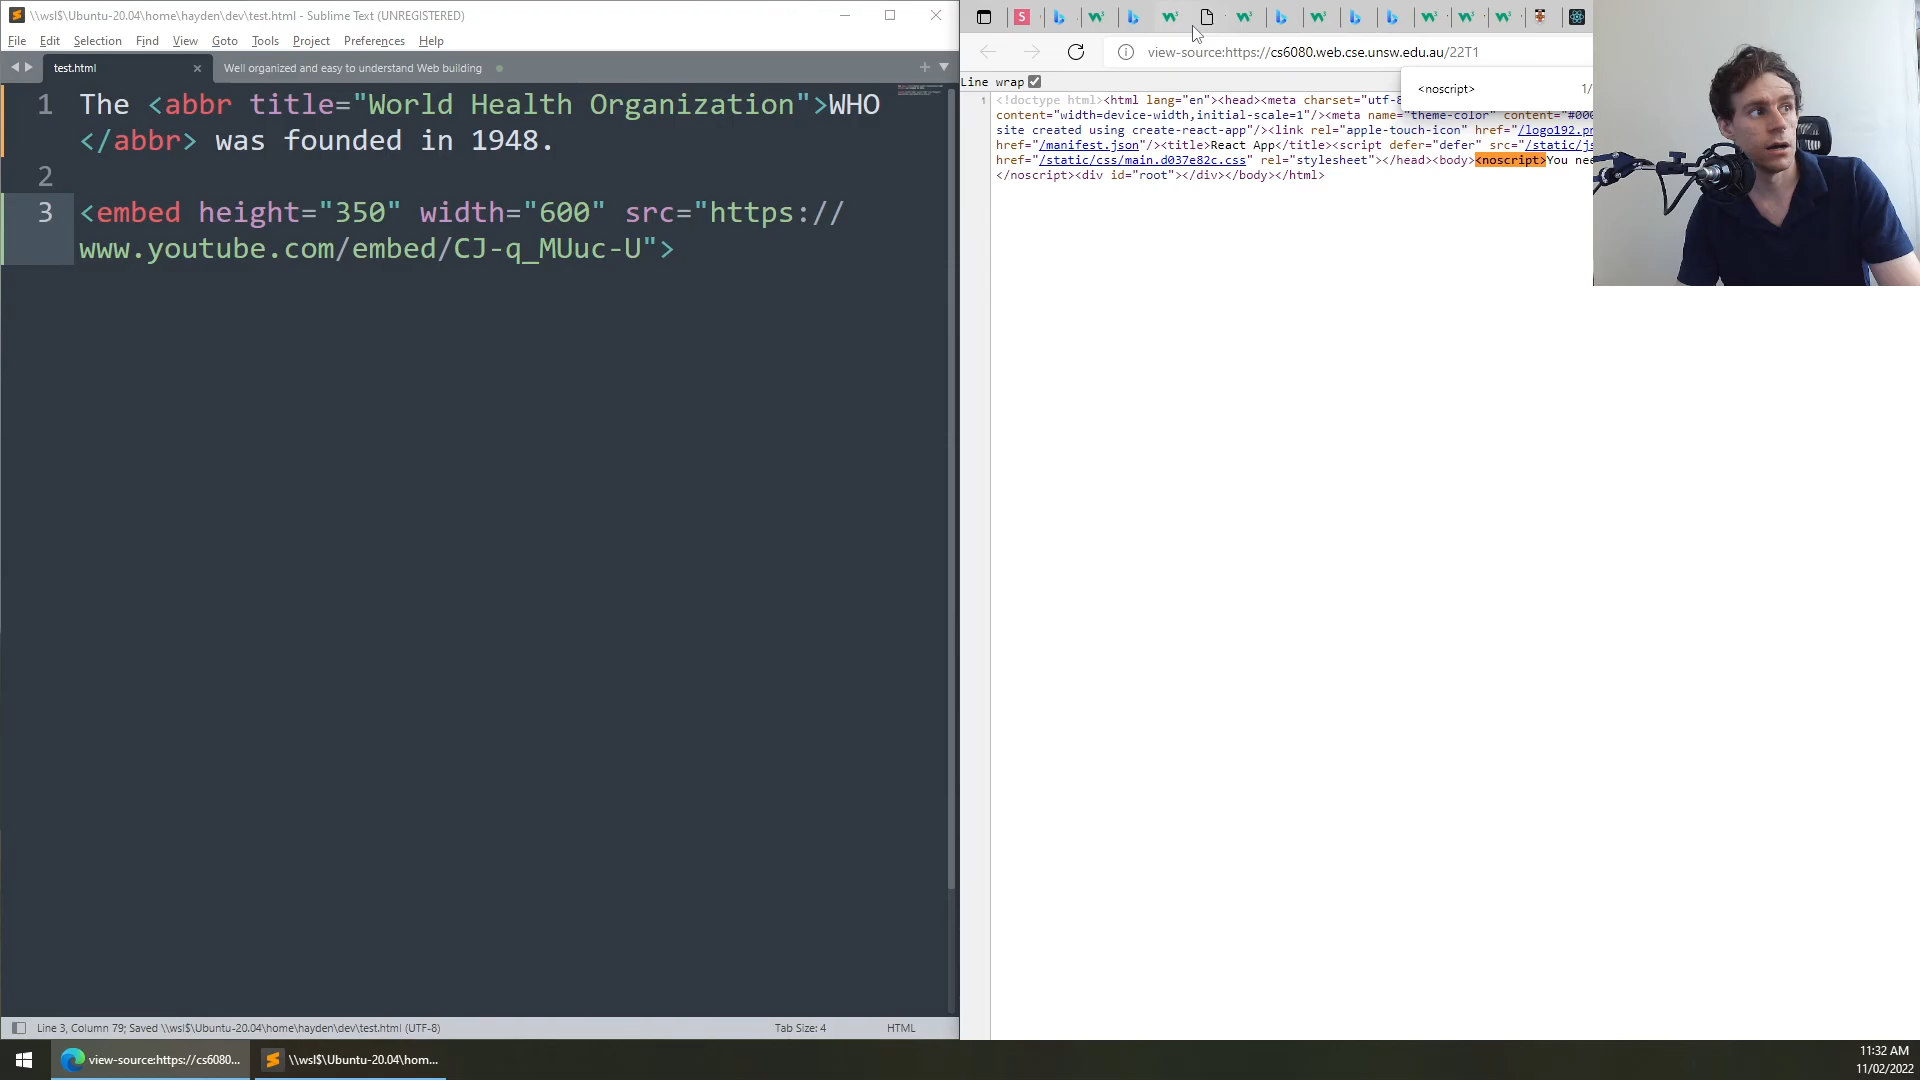 \\wsl$\Ubuntu-20.04\home\hayden\dev\test.html - Sublime Text (UNREGISTERED)
File Edit Selection Find View Goto Tools Project Preferences Help
test.html
Well organized and easy to understand Web building
1 The <abbr title="World Health Organization">WHO
</abbr> was founded in 1948.
2
3 <embed height="350" width="600" src="https://
www.youtube.com/embed/CJ-q_MUuc-U">
Line 3, Column 79; Saved \\wsl$\Ubuntu-20.04\home\hayden\dev\test.html (UTF-8)
Tab Size: 4
HTML
view-source:https://cs6080.web.cse.unsw.edu.au/22T1
Line wrap
<noscript>
1/
1 <!doctype html><html lang="en"><head><meta charset="utf-8
content="width=device-width,initial-scale=1"/><meta name="theme-color" content="#000
site created using create-react-app"/><link rel="apple-touch-icon" href="/logo192.pn
href="/manifest.json"/><title>React App</title><script defer="defer" src="/static/js
href="/static/css/main.d037e82c.css" rel="stylesheet"></head><body><noscript>You nee
</noscript><div id="root"></div></body></html>
view-source:https://cs6080...
\\wsl$\Ubuntu-20.04\hom...
11:32 AM
11/02/2022